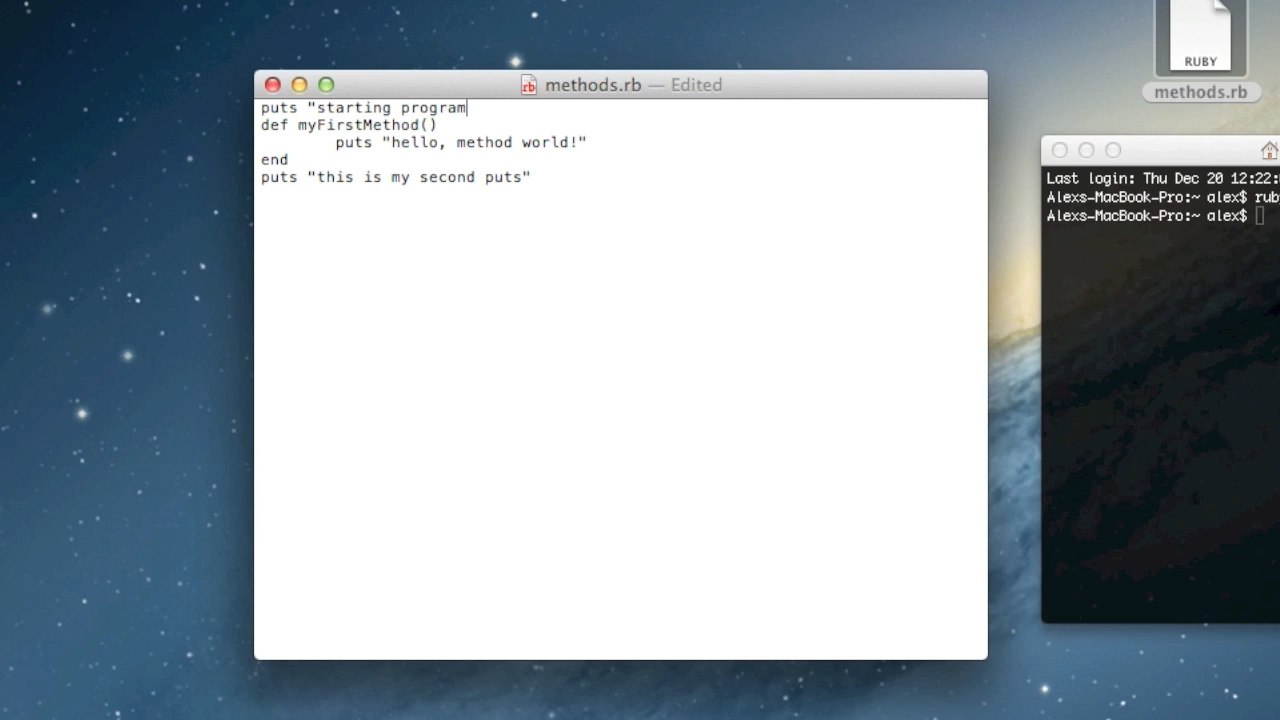 RUBY
methods.rb
methods.rb — Edited
puts "starting program
def myFirstMethod()
puts "hello, method world!"
end
puts "this is my second puts"
Last login: Thu Dec 20 12:22:
Alexs-MacBook-Pro:~ alex$ ruby
Alexs-MacBook-Pro:~ alex$